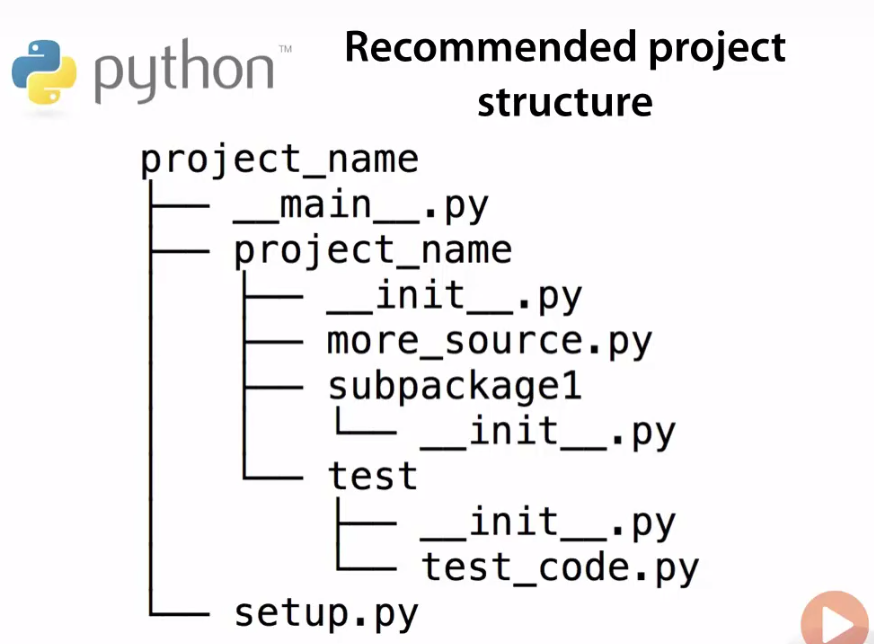 python™
Recommended project
structure
project_name
__main__.py
project_name
__init__.py
more_source.py
subpackage1
__init__.py
test
__init__.py
test_code.py
setup.py